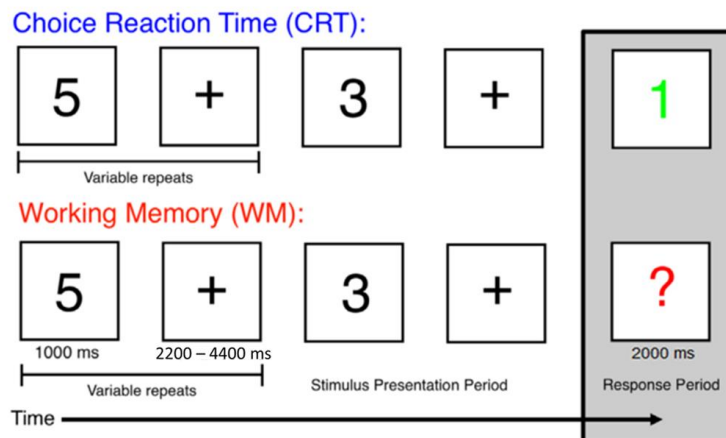 Choice Reaction Time (CRT):
5 + 3 + 1
Variable repeats
Working Memory (WM):
5 + 3 + ?
1000 ms 2200 – 4400 ms 2000 ms
Variable repeats Stimulus Presentation Period Response Period
Time